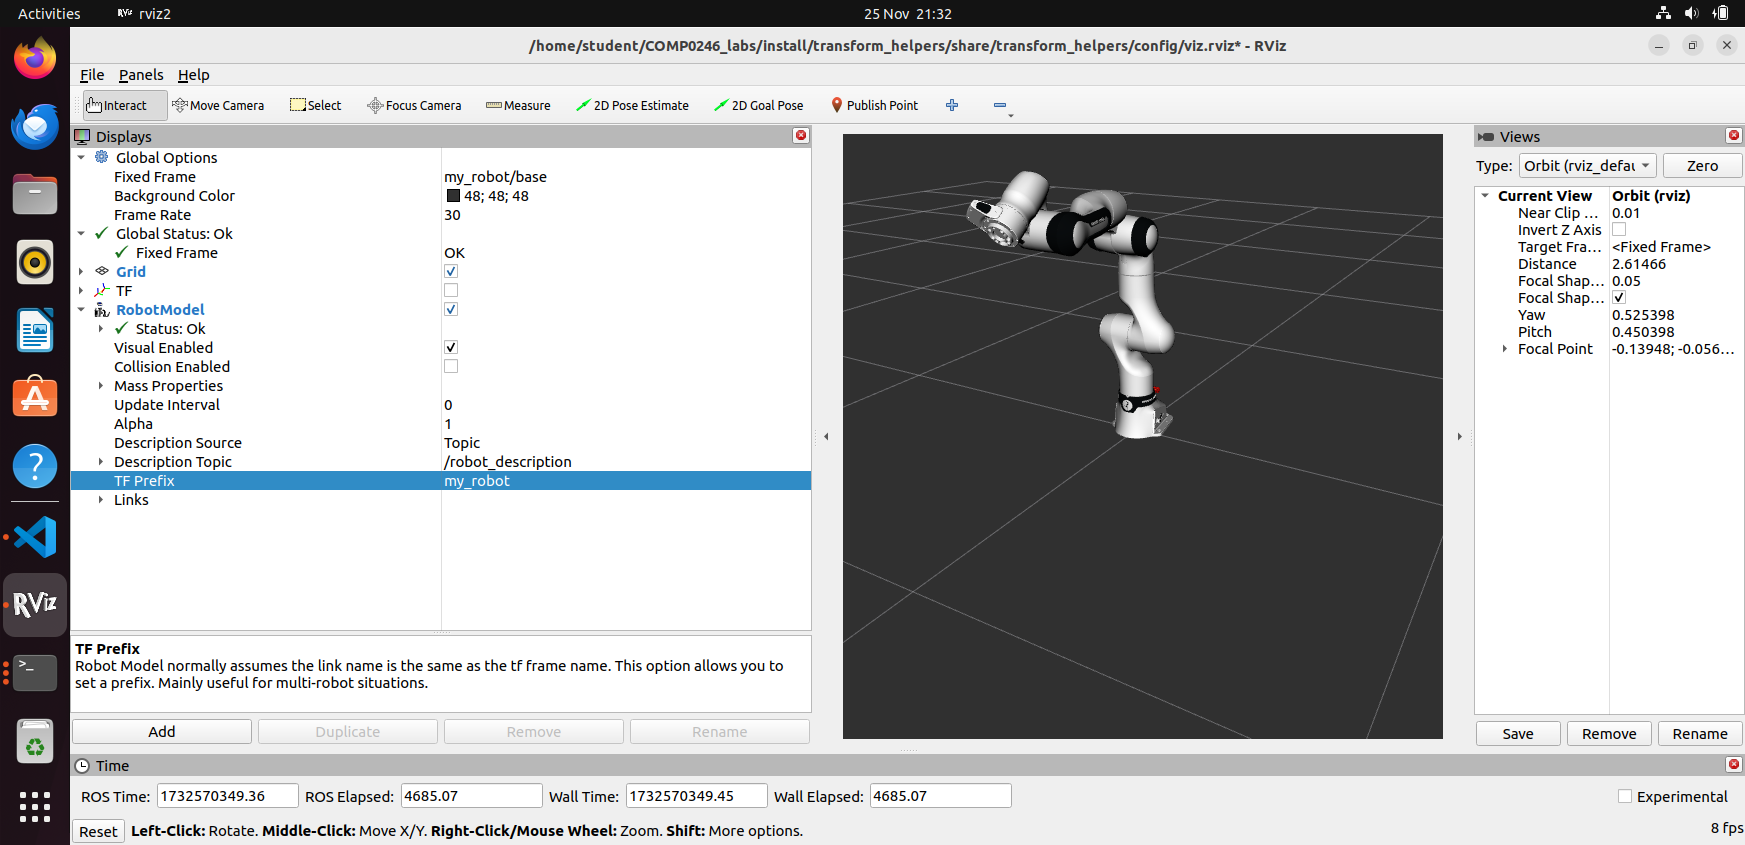 Activities
RViz rviz2
25 Nov 21:32
/home/student/COMP0246_labs/install/transform_helpers/share/transform_helpers/config/viz.rviz* - RViz
File Panels Help
Interact Move Camera Select Focus Camera Measure 2D Pose Estimate 2D Goal Pose Publish Point
Displays
Global Options
Fixed Frame my_robot/base
Background Color 48; 48; 48
Frame Rate 30
Global Status: Ok
Fixed Frame OK
Grid
TF
RobotModel
Status: Ok
Visual Enabled
Collision Enabled
Mass Properties
Update Interval 0
Alpha 1
Description Source Topic
Description Topic /robot_description
TF Prefix my_robot
Links
TF Prefix
Robot Model normally assumes the link name is the same as the tf frame name. This option allows you to
set a prefix. Mainly useful for multi-robot situations.
Add Duplicate Remove Rename
Views
Type: Orbit (rviz_defau Zero
Current View Orbit (rviz)
Near Clip ... 0.01
Invert Z Axis
Target Fra... <Fixed Frame>
Distance 2.61466
Focal Shap... 0.05
Focal Shap...
Yaw 0.525398
Pitch 0.450398
Focal Point -0.13948; -0.056...
Save Remove Rename
RViz
Time
ROS Time: 1732570349.36 ROS Elapsed: 4685.07 Wall Time: 1732570349.45 Wall Elapsed: 4685.07 Experimental
Reset Left-Click: Rotate. Middle-Click: Move X/Y. Right-Click/Mouse Wheel: Zoom. Shift: More options. 8 fps